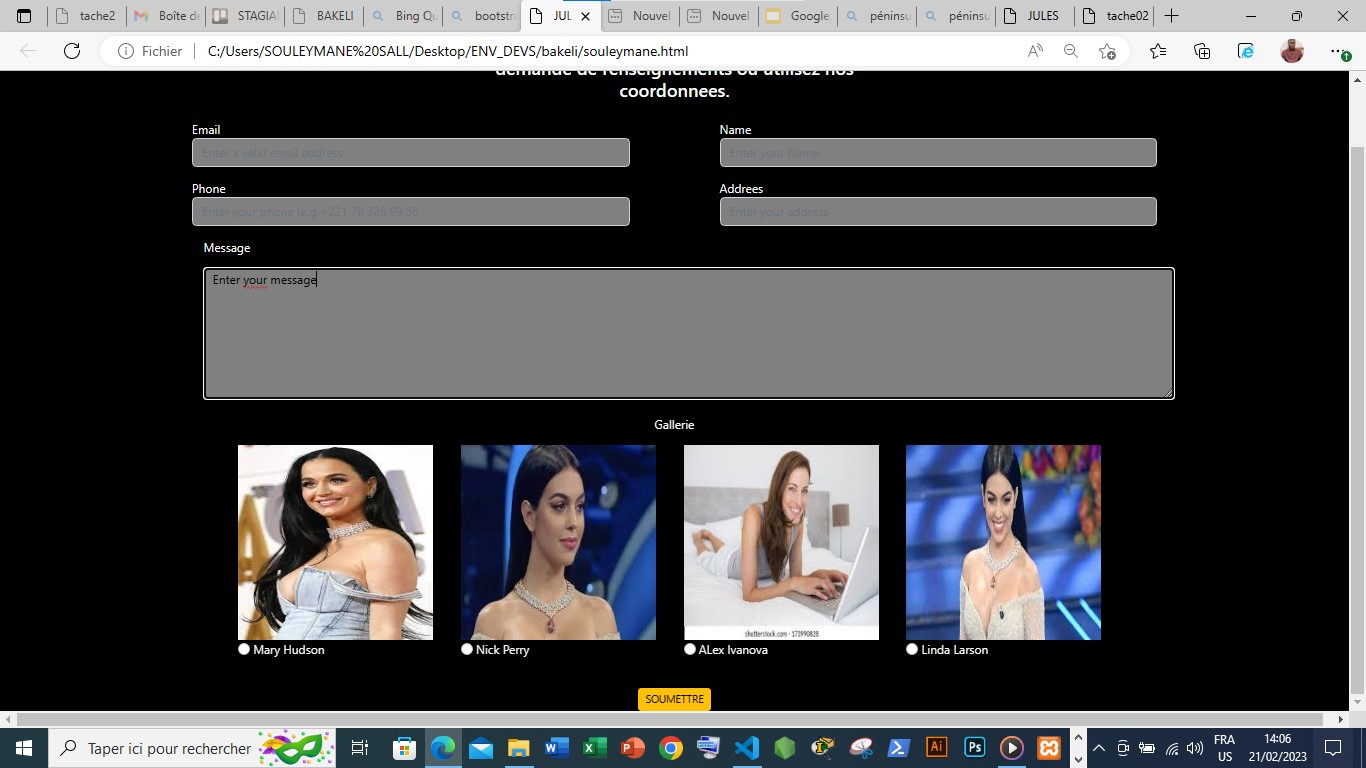 tache2
Boîte de
STAGIAI
BAKELI
Bing Qu
bootstra
JUL
Nouvel
Nouvel
Google
péninsu
péninsu
JULES
tache02
Fichier
C:/Users/SOULEYMANE%20SALL/Desktop/ENV_DEVS/bakeli/souleymane.html
demande de renseignements ou utilisez nos
coordonnees.
Email
Name
Enter a valid email address
Enter your Name
Phone
Addrees
Enter your phone (e.g +221 78 326 99 56
Enter your address
Message
Enter your message
Gallerie
shutterstock.com · 173990828
Mary Hudson
Nick Perry
ALex Ivanova
Linda Larson
SOUMETTRE
Taper ici pour rechercher
FRA
US
14:06
21/02/2023